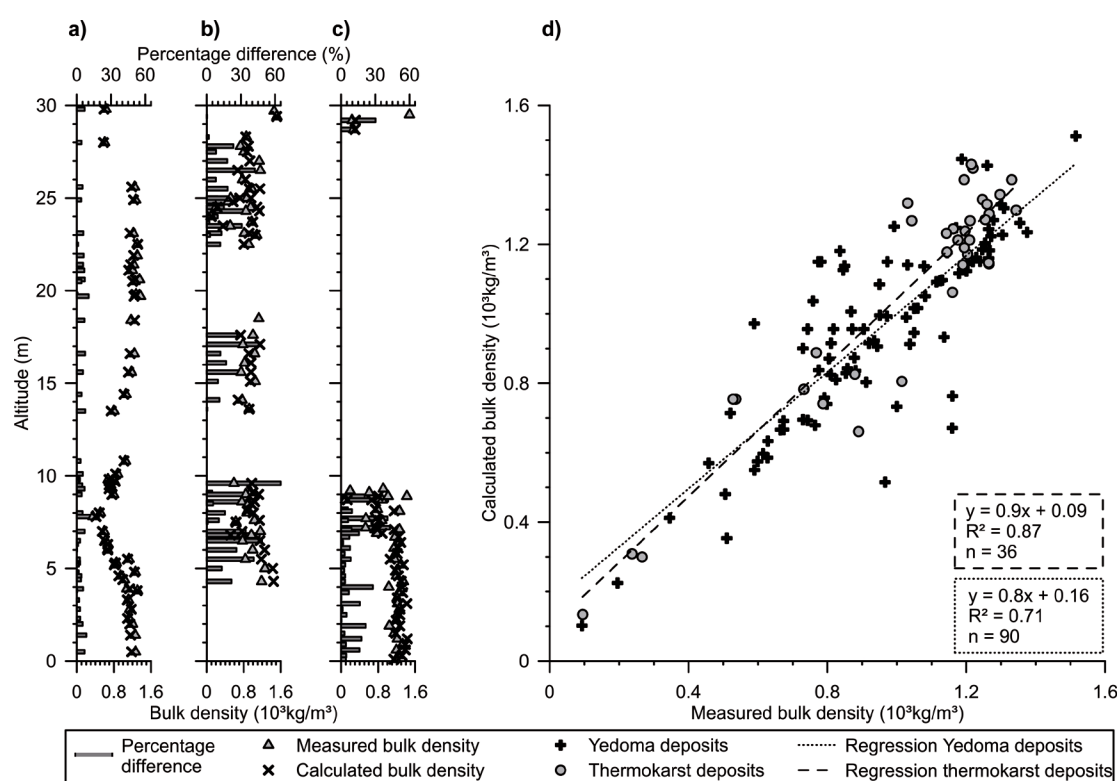 a) b) c) d)
Percentage difference (%)
0 30 60 0 30 60 0 30 60
30
25
20
15
10
5
0
Altitude (m)
0 0.8 1.6 0 0.8 1.6 0 0.8 1.6
Bulk density (10³kg/m³)
1.6
1.2
0.8
0.4
0
Calculated bulk density (10³kg/m³)
y = 0.9x + 0.09
R² = 0.87
n = 36
y = 0.8x + 0.16
R² = 0.71
n = 90
0 0.4 0.8 1.2 1.6
Measured bulk density (10³kg/m³)
Percentage
difference
Measured bulk density
Calculated bulk density
Yedoma deposits
Thermokarst deposits
Regression Yedoma deposits
Regression thermokarst deposits